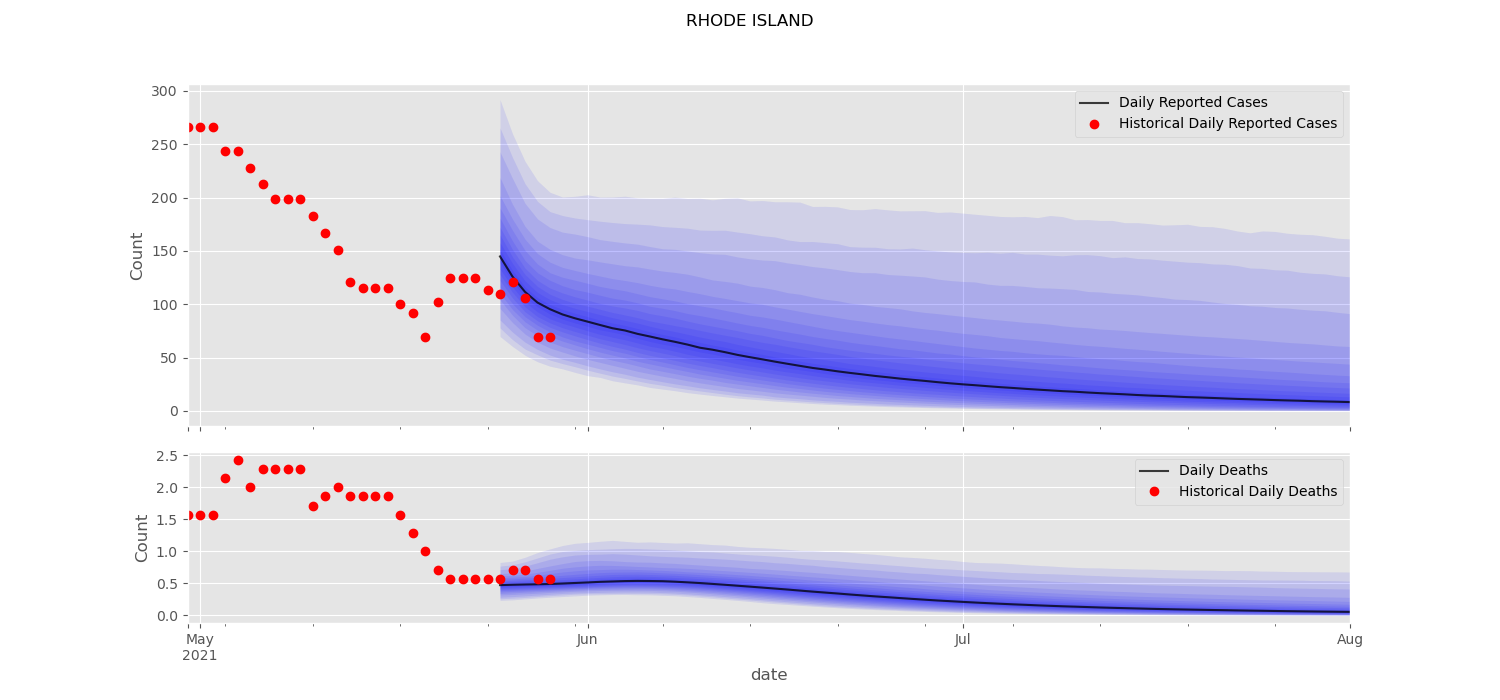 RHODE ISLAND
300
250
200
150
100
50
0
Count
Daily Reported Cases
Historical Daily Reported Cases
2.5
2.0
1.5
1.0
0.5
0.0
Count
Daily Deaths
Historical Daily Deaths
May
2021
Jun
Jul
Aug
date